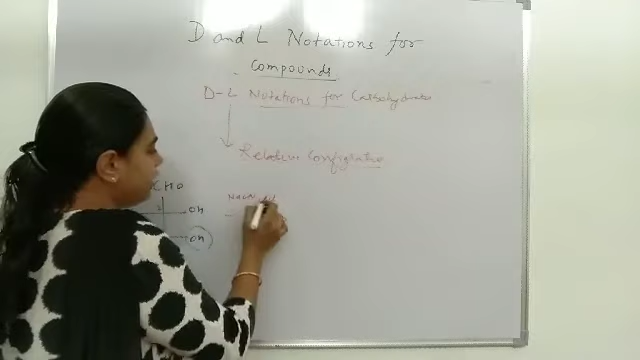 D and L Notations for
Compounds
D-L Notations for Carbohydrates
Relative Configuration
CHO
OH
OH